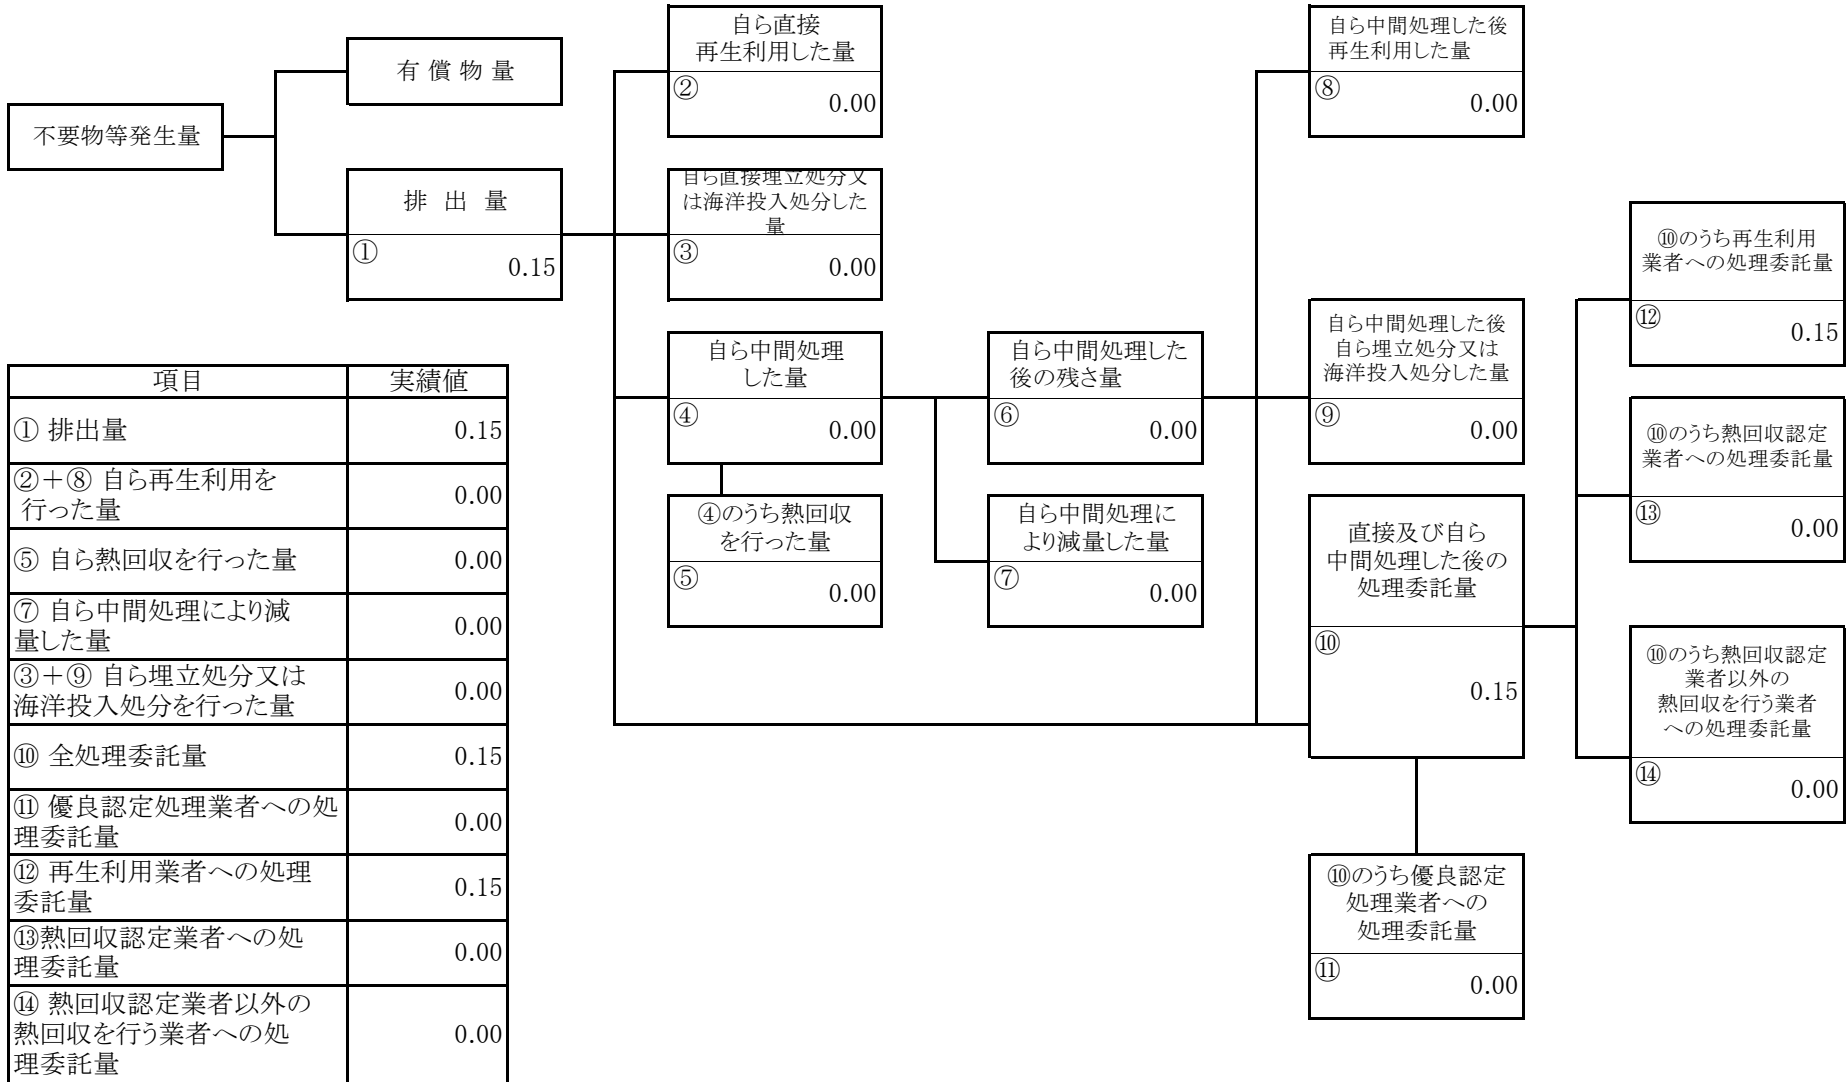 不要物等発生量
有償物量
排出量
①
0.15
自ら直接
再生利用した量
②
0.00
自ら直接埋立処分又
は海洋投入処分した
量
③
0.00
自ら中間処理
した量
④
0.00
④のうち熱回収
を行った量
⑤
0.00
自ら中間処理した
後の残さ量
⑥
0.00
自ら中間処理に
より減量した量
⑦
0.00
自ら中間処理した後
再生利用した量
⑧
0.00
自ら中間処理した後
自ら埋立処分又は
海洋投入処分した量
⑨
0.00
直接及び自ら
中間処理した後の
処理委託量
⑩
0.15
⑩のうち優良認定
処理業者への
処理委託量
⑪
0.00
⑩のうち再生利用
業者への処理委託量
⑫
0.15
⑩のうち熱回収認定
業者への処理委託量
⑬
0.00
⑩のうち熱回収認定
業者以外の
熱回収を行う業者
への処理委託量
⑭
0.00
項目 実績値
① 排出量 0.15
②＋⑧ 自ら再生利用を
行った量 0.00
⑤ 自ら熱回収を行った量 0.00
⑦ 自ら中間処理により減
量した量 0.00
③＋⑨ 自ら埋立処分又は
海洋投入処分を行った量 0.00
⑩ 全処理委託量 0.15
⑪ 優良認定処理業者への処
理委託量 0.00
⑫ 再生利用業者への処理
委託量 0.15
⑬熱回収認定業者への処
理委託量 0.00
⑭ 熱回収認定業者以外の
熱回収を行う業者への処
理委託量 0.00